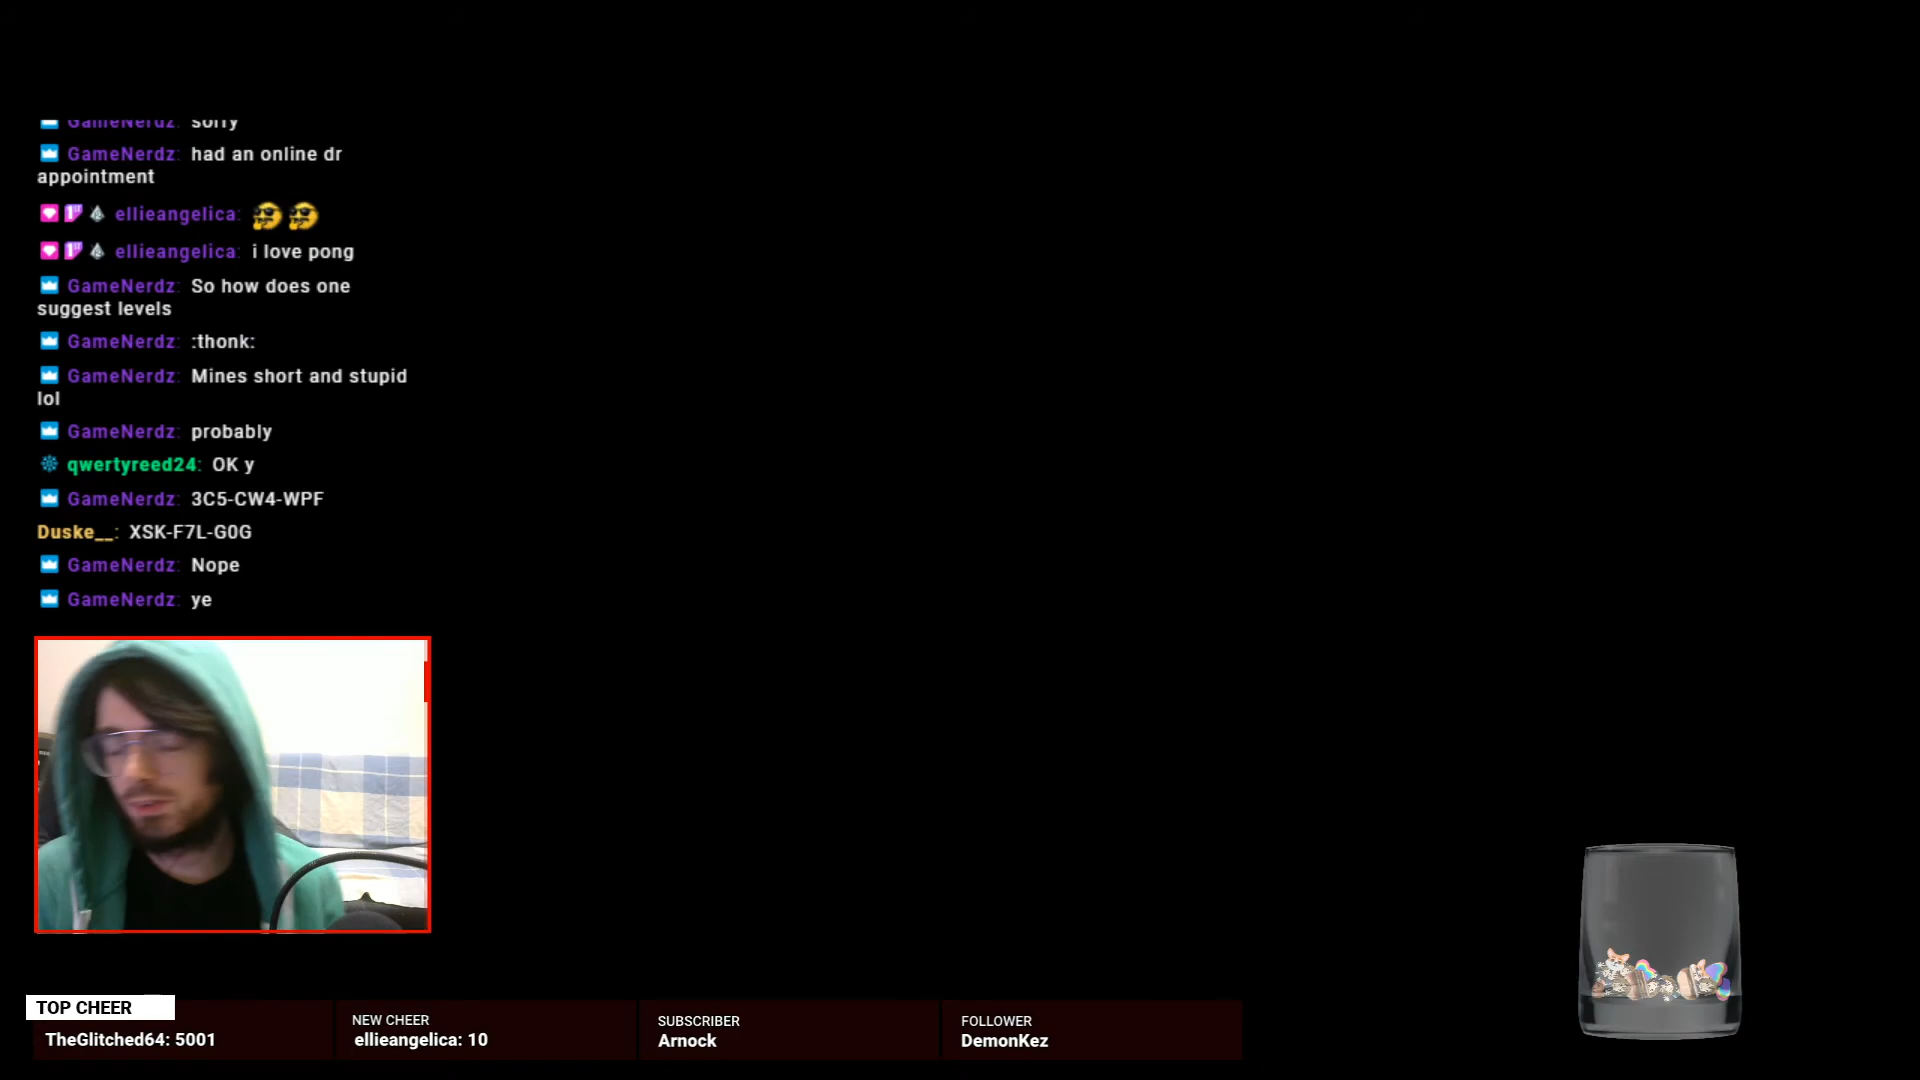 GameNerdz: sorry
GameNerdz: had an online dr
appointment
ellieangelica:
ellieangelica: i love pong
GameNerdz: So how does one
suggest levels
GameNerdz: :thonk:
GameNerdz: Mines short and stupid
lol
GameNerdz: probably
qwertyreed24: OK y
GameNerdz: 3C5-CW4-WPF
Duske__: XSK-F7L-G0G
GameNerdz: Nope
GameNerdz: ye
TOP CHEER
TheGlitched64: 5001
NEW CHEER
ellieangelica: 10
SUBSCRIBER
Arnock
FOLLOWER
DemonKez